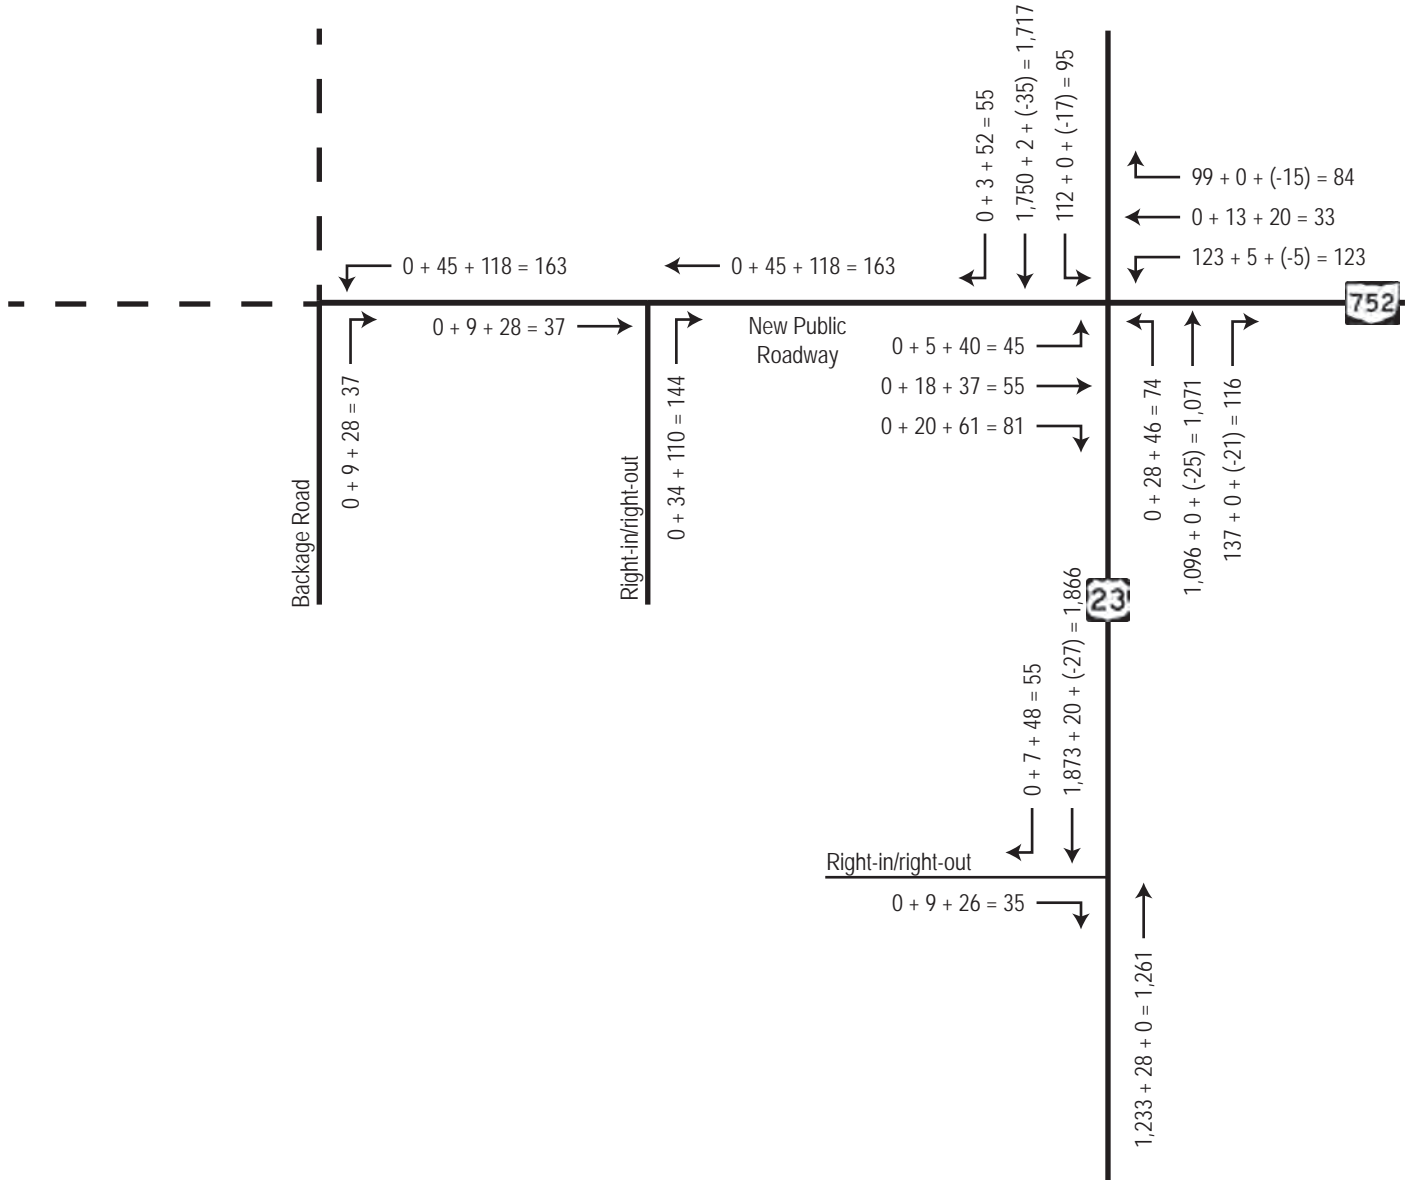 0 + 3 + 52 = 55
1,750 + 2 + (-35) = 1,717
112 + 0 + (-17) = 95
99 + 0 + (-15) = 84
0 + 13 + 20 = 33
123 + 5 + (-5) = 123
0 + 45 + 118 = 163
0 + 45 + 118 = 163
752
0 + 9 + 28 = 37
New Public
Roadway
0 + 5 + 40 = 45
0 + 18 + 37 = 55
0 + 20 + 61 = 81
0 + 9 + 28 = 37
0 + 34 + 110 = 144
0 + 28 + 46 = 74
1,096 + 0 + (-25) = 1,071
137 + 0 + (-21) = 116
Backage Road
Right-in/right-out
23
0 + 7 + 48 = 55
1,873 + 20 + (-27) = 1,866
Right-in/right-out
0 + 9 + 26 = 35
1,233 + 28 + 0 = 1,261